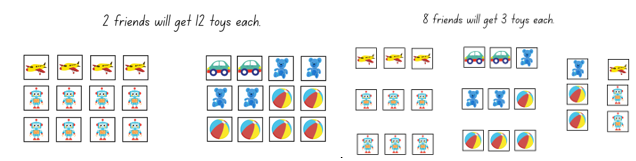 2 friends will get 12 toys each.
8 friends will get 3 toys each.